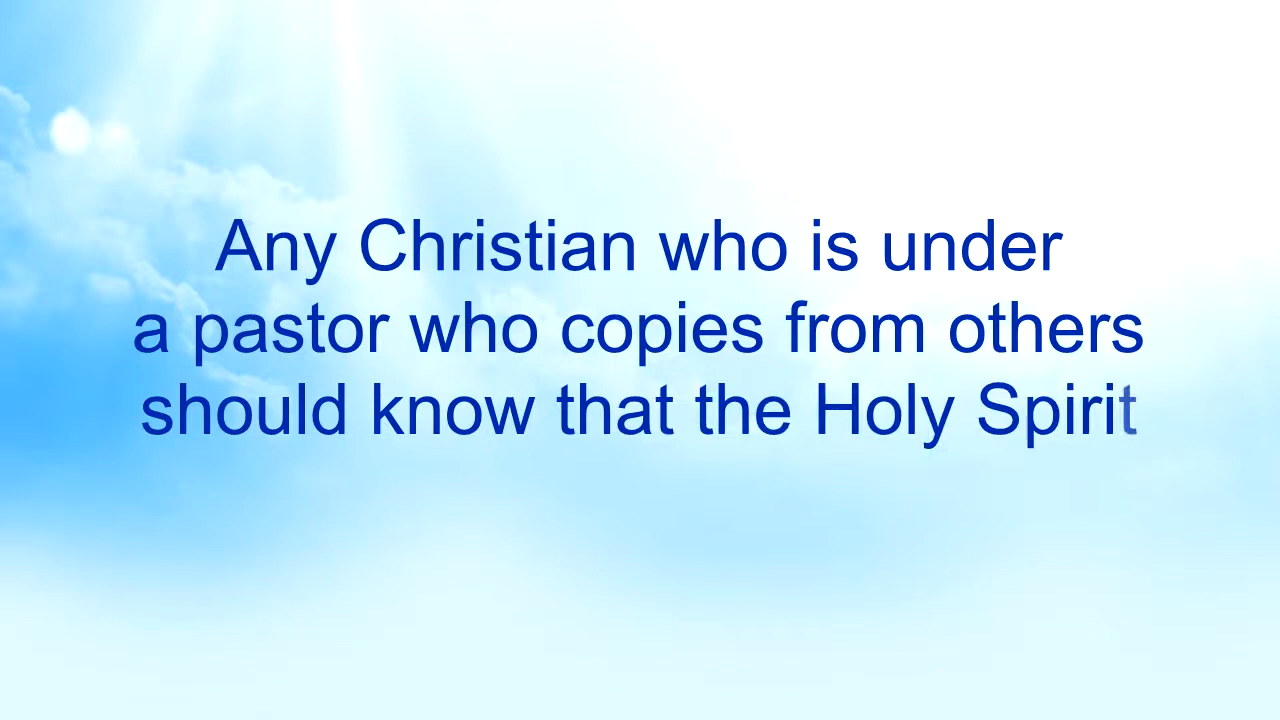 Any Christian who is under
a pastor who copies from others
should know that the Holy Spirit